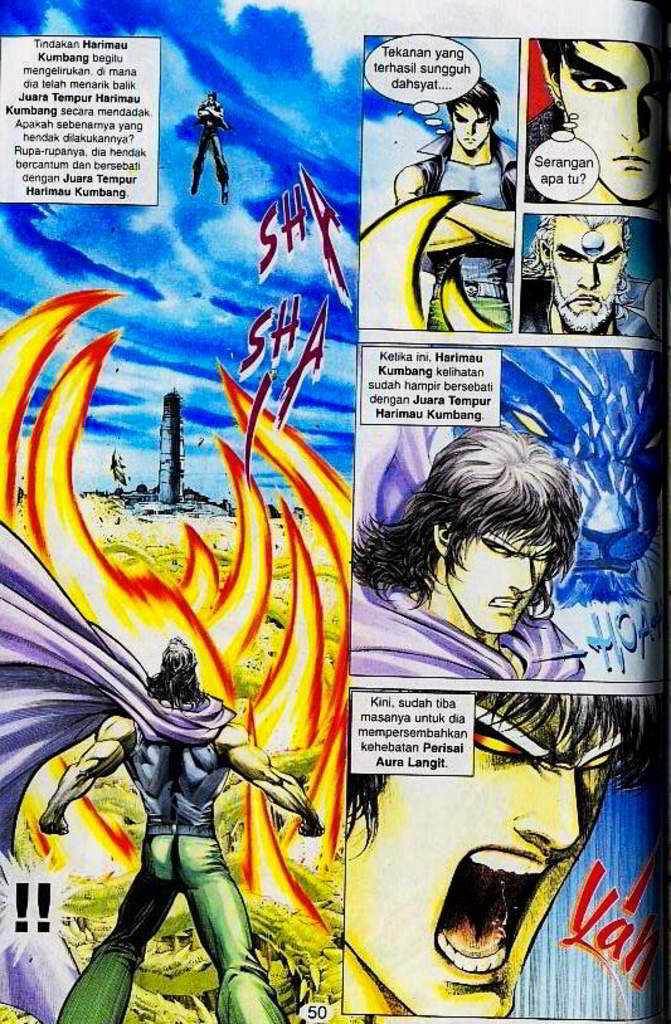 Tindakan Harimau
Kumbang begitu
mengelirukan, di mana
dia telah menarik balik
Juara Tempur Harimau
Kumbang secara mendadak.
Apakah sebenarnya yang
hendak dilakukannya?
Rupa-rupanya, dia hendak
bercantum dan bersebati
dengan Juara Tempur
Harimau Kumbang.
SHA
SHA
!!
Tekanan yang
terhasil sungguh
dahsyat....
Serangan
apa tu?
Ketika ini, Harimau
Kumbang kelihatan
sudah hampir bersebati
dengan Juara Tempur
Harimau Kumbang.
Kini, sudah tiba
masanya untuk dia
mempersembahkan
kehebatan Perisai
Aura Langit.
50